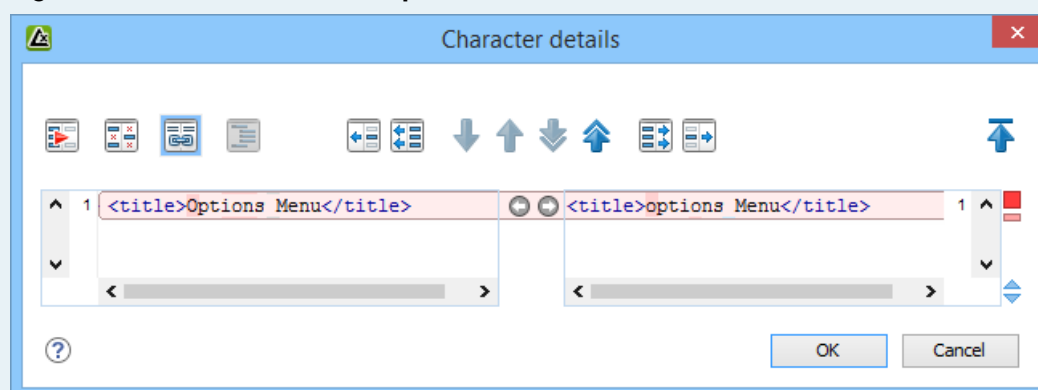 Character details
1 <title>Options Menu</title> <title>options Menu</title> 1
? OK Cancel